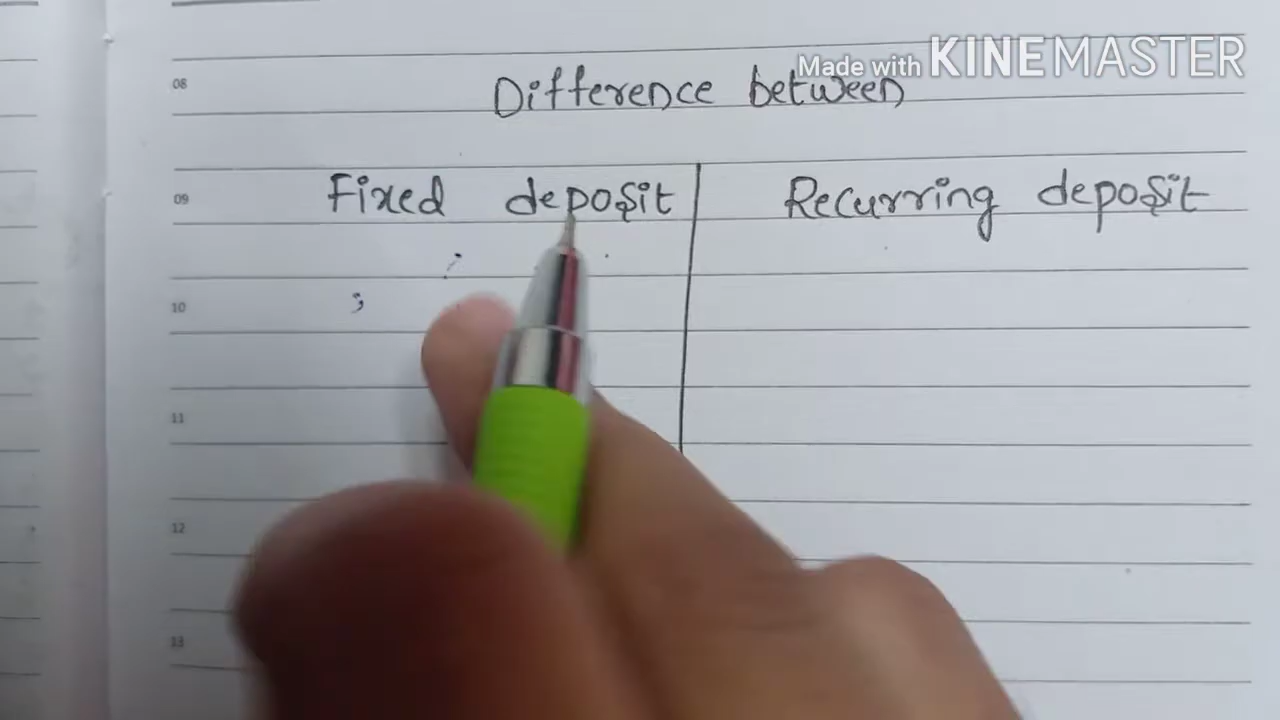 Made with KINEMASTER
08
Difference between
09
Fixed deposit
Recurring deposit
10
11
12
13